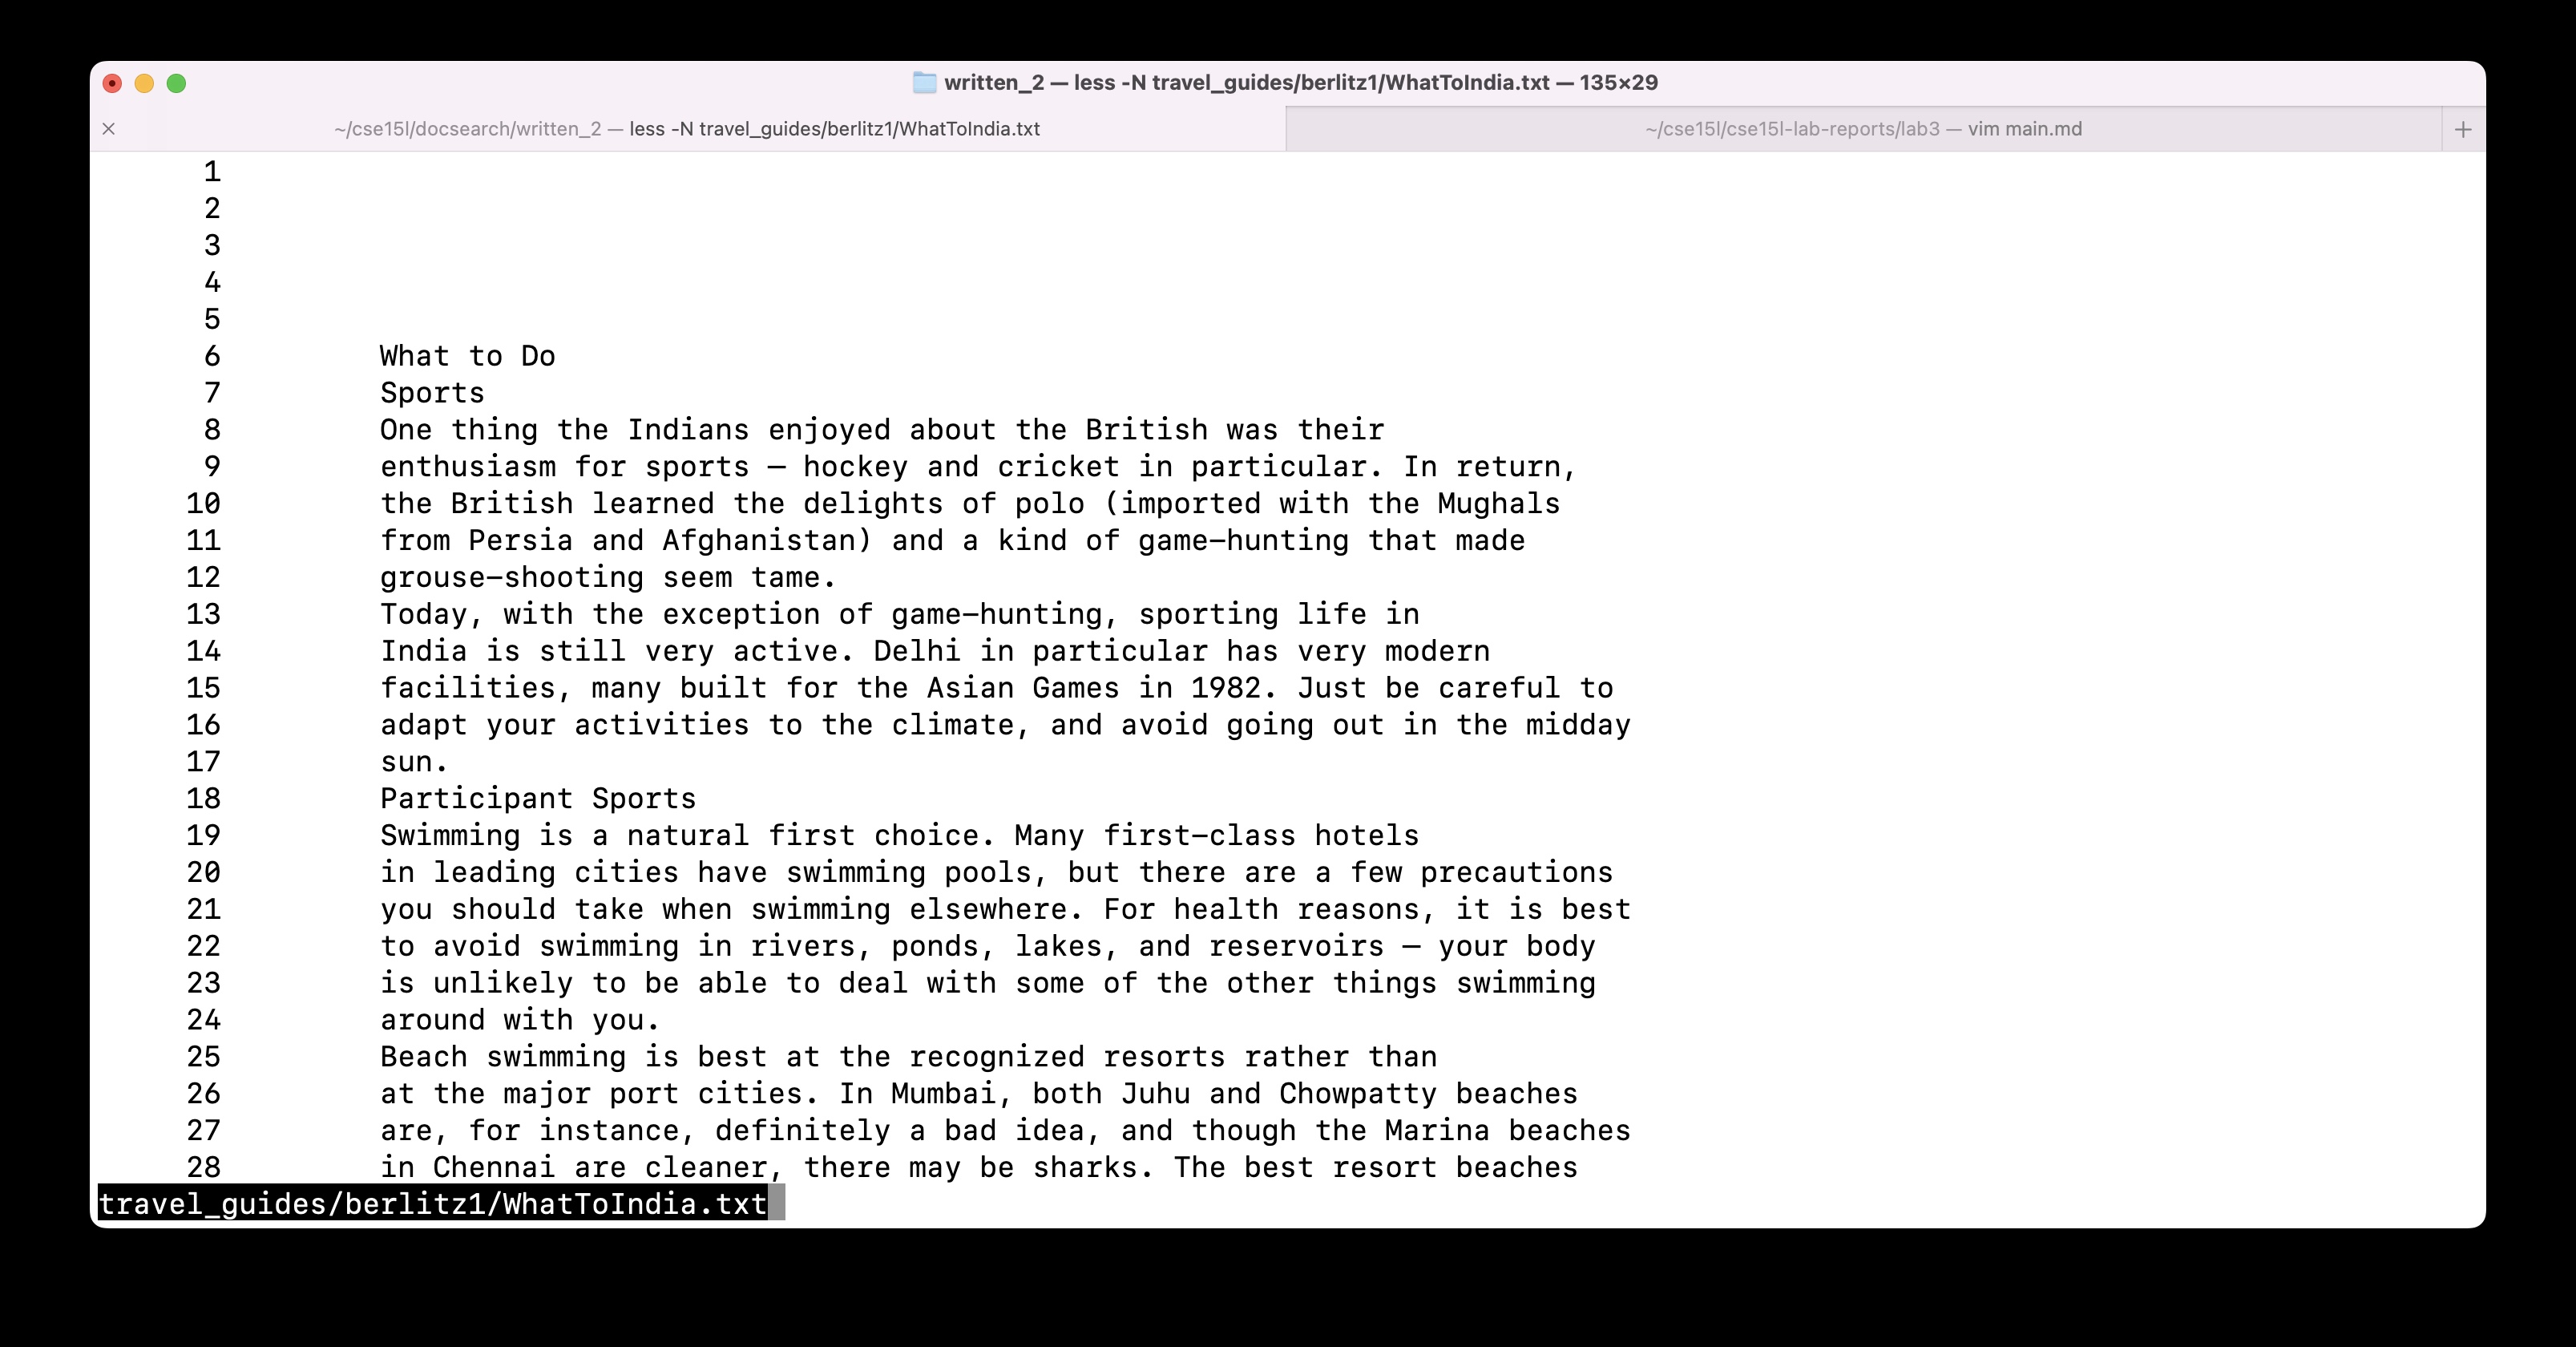 written_2 — less -N travel_guides/berlitz1/WhatToIndia.txt — 135×29
~/cse15l/docsearch/written_2 — less -N travel_guides/berlitz1/WhatToIndia.txt
~/cse15l/cse15l-lab-reports/lab3 — vim main.md
1
2
3
4
5
6 What to Do
7 Sports
8 One thing the Indians enjoyed about the British was their
9 enthusiasm for sports — hockey and cricket in particular. In return,
10 the British learned the delights of polo (imported with the Mughals
11 from Persia and Afghanistan) and a kind of game-hunting that made
12 grouse-shooting seem tame.
13 Today, with the exception of game-hunting, sporting life in
14 India is still very active. Delhi in particular has very modern
15 facilities, many built for the Asian Games in 1982. Just be careful to
16 adapt your activities to the climate, and avoid going out in the midday
17 sun.
18 Participant Sports
19 Swimming is a natural first choice. Many first-class hotels
20 in leading cities have swimming pools, but there are a few precautions
21 you should take when swimming elsewhere. For health reasons, it is best
22 to avoid swimming in rivers, ponds, lakes, and reservoirs — your body
23 is unlikely to be able to deal with some of the other things swimming
24 around with you.
25 Beach swimming is best at the recognized resorts rather than
26 at the major port cities. In Mumbai, both Juhu and Chowpatty beaches
27 are, for instance, definitely a bad idea, and though the Marina beaches
28 in Chennai are cleaner, there may be sharks. The best resort beaches
travel_guides/berlitz1/WhatToIndia.txt